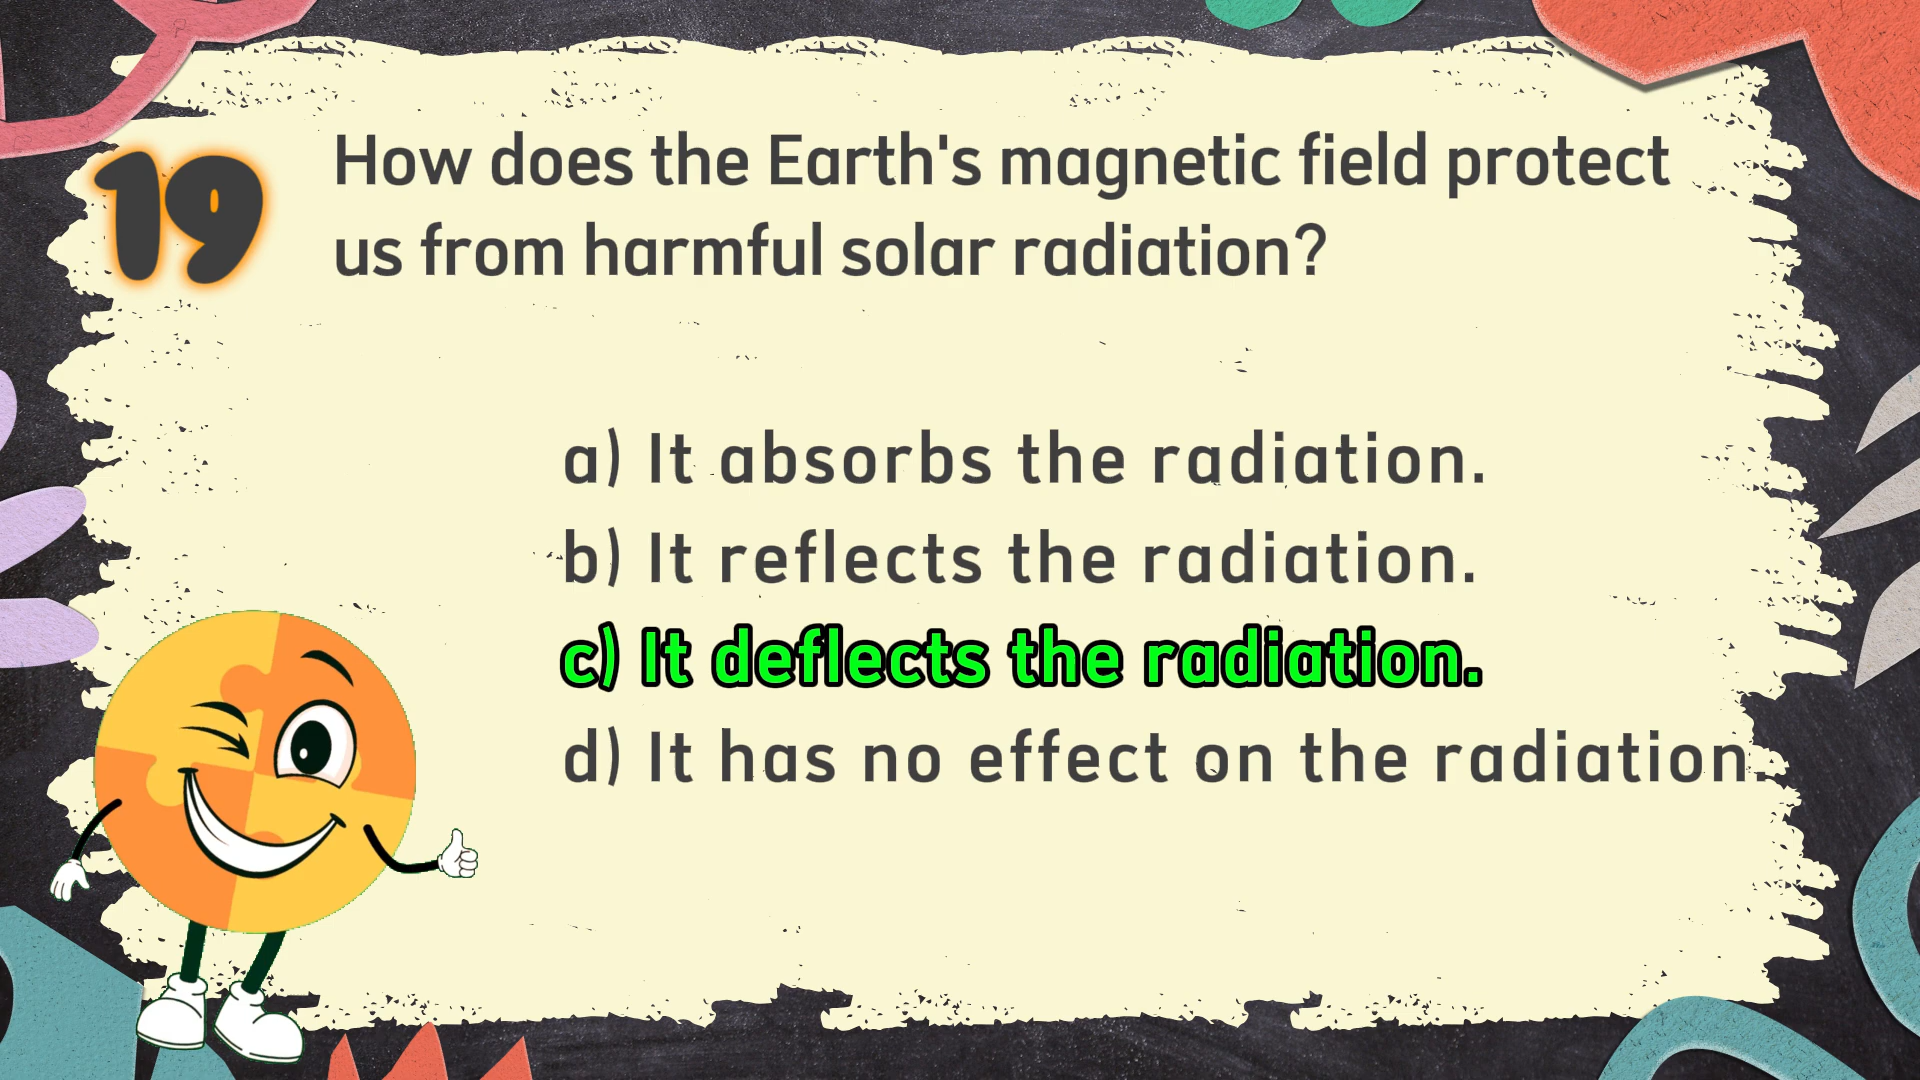 19
How does the Earth's magnetic field protect
us from harmful solar radiation?
a) It absorbs the radiation.
b) It reflects the radiation.
c) It deflects the radiation.
d) It has no effect on the radiation.